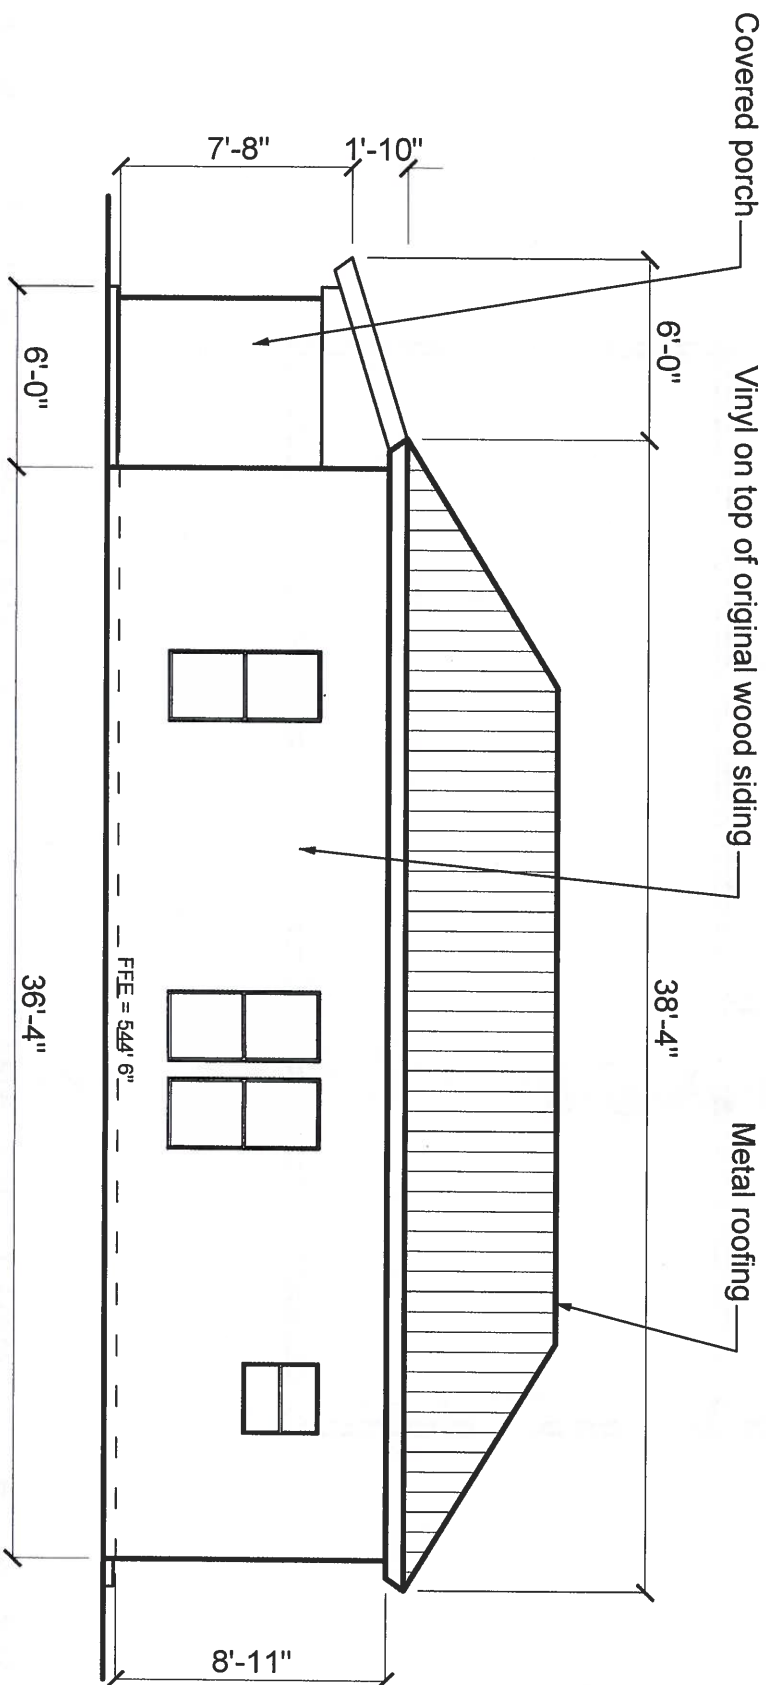 Covered porch
Vinyl on top of original wood siding
Metal roofing
6'-0"
38'-4"
1'-10"
7'-8"
8'-11"
FFE = 544' 6"
6'-0"
36'-4"